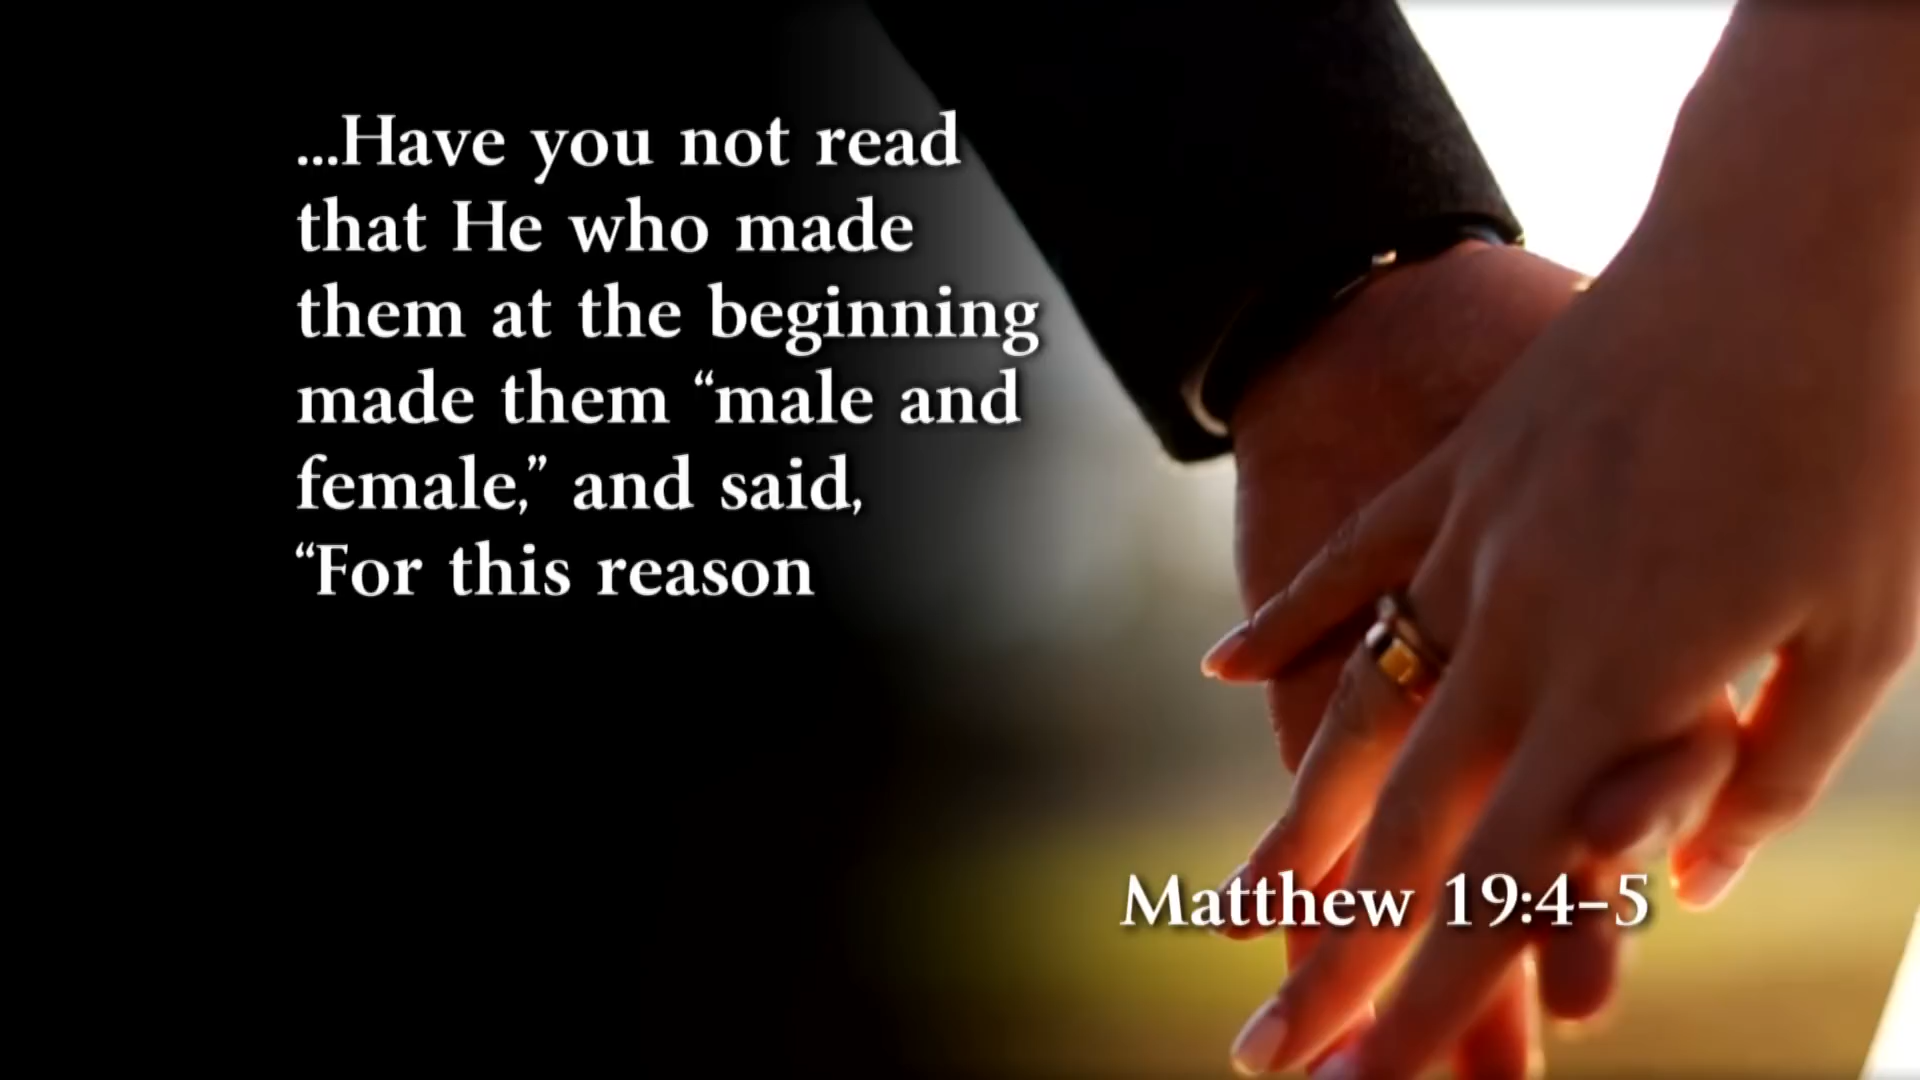 ...Have you not read
that He who made
them at the beginning
made them “male and
female,” and said,
“For this reason
Matthew 19:4–5